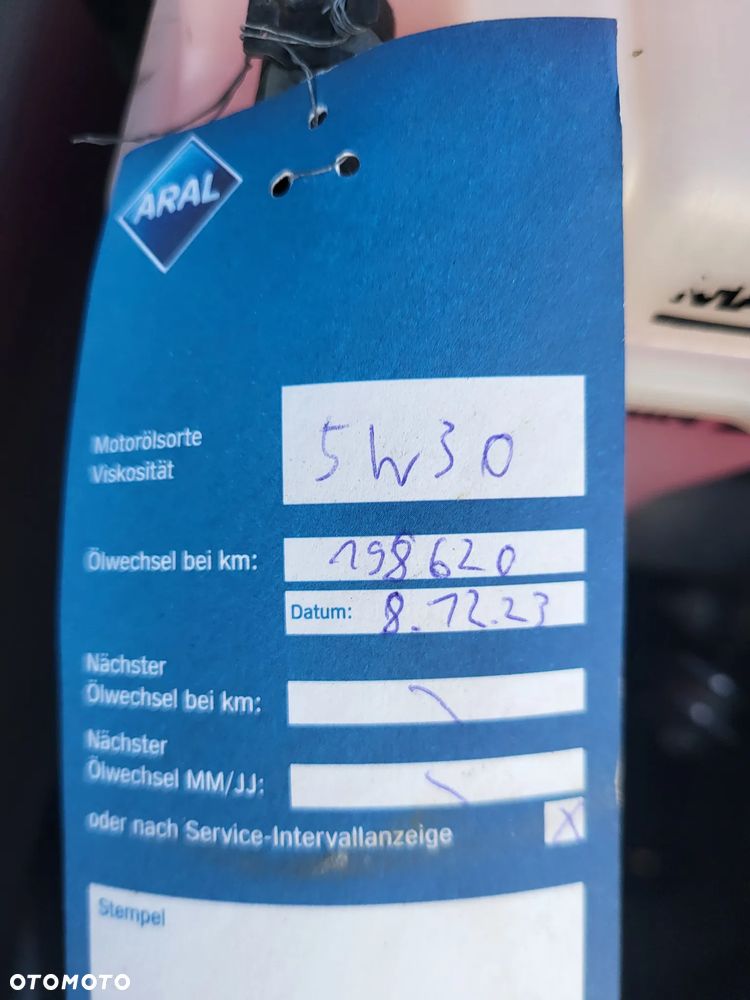 ARAL
MA
Motorölsorte
Viskosität
5W30
Ölwechsel bei km:
198620
Datum: 8.12.23
Nächster
Ölwechsel bei km:
Nächster
Ölwechsel MM/JJ:
oder nach Service-Intervallanzeige X
Stempel
OTOMOTO